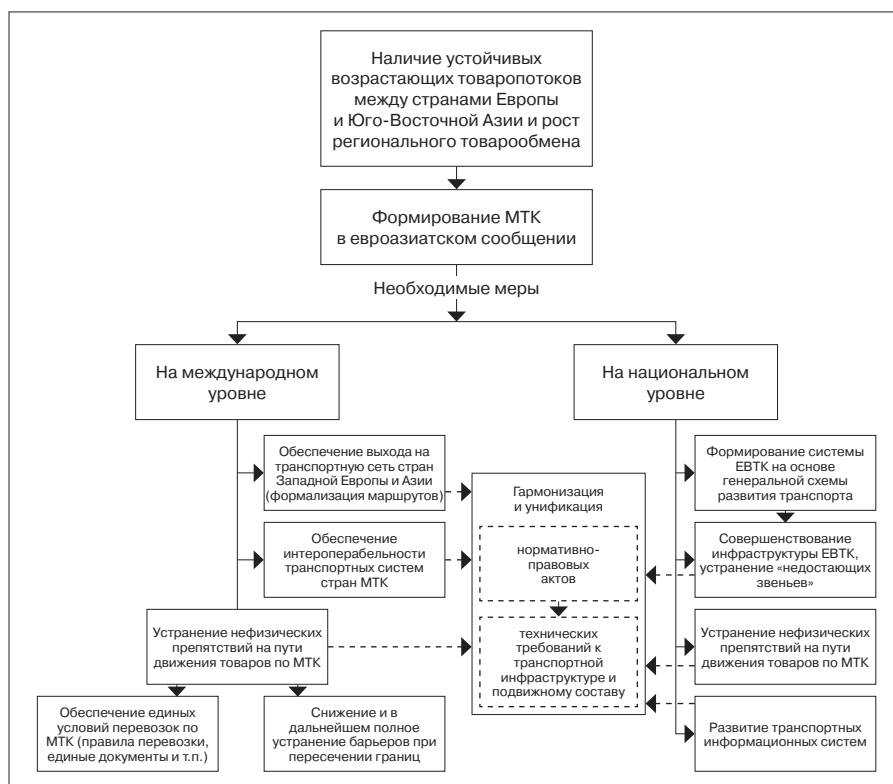 Наличие устойчивых
возрастающих товаропотоков
между странами Европы
и Юго-Восточной Азии и рост
регионального товарообмена
Формирование МТК
в евроазиатском сообщении
Необходимые меры
На международном
уровне
На национальном
уровне
Обеспечение выхода на
транспортную сеть стран
Западной Европы и Азии
(формализация маршрутов)
Обеспечение
интероперабельности
транспортных систем
стран МТК
Устранение нефизических
препятствий на пути
движения товаров по МТК
Обеспечение единых
условий перевозок по
МТК (правила перевозки,
единые документы и т.п.)
Снижение и в
дальнейшем полное
устранение барьеров при
пересечении границ
Гармонизация
и унификация
нормативно-
правовых
актов
технических
требований к
транспортной
инфраструктуре и
подвижному составу
Формирование системы
ЕВТК на основе
генеральной схемы
развития транспорта
Совершенствование
инфраструктуры ЕВТК,
устранение «недостающих
звеньев»
Устранение нефизических
препятствий на пути
движения товаров по МТК
Развитие транспортных
информационных систем